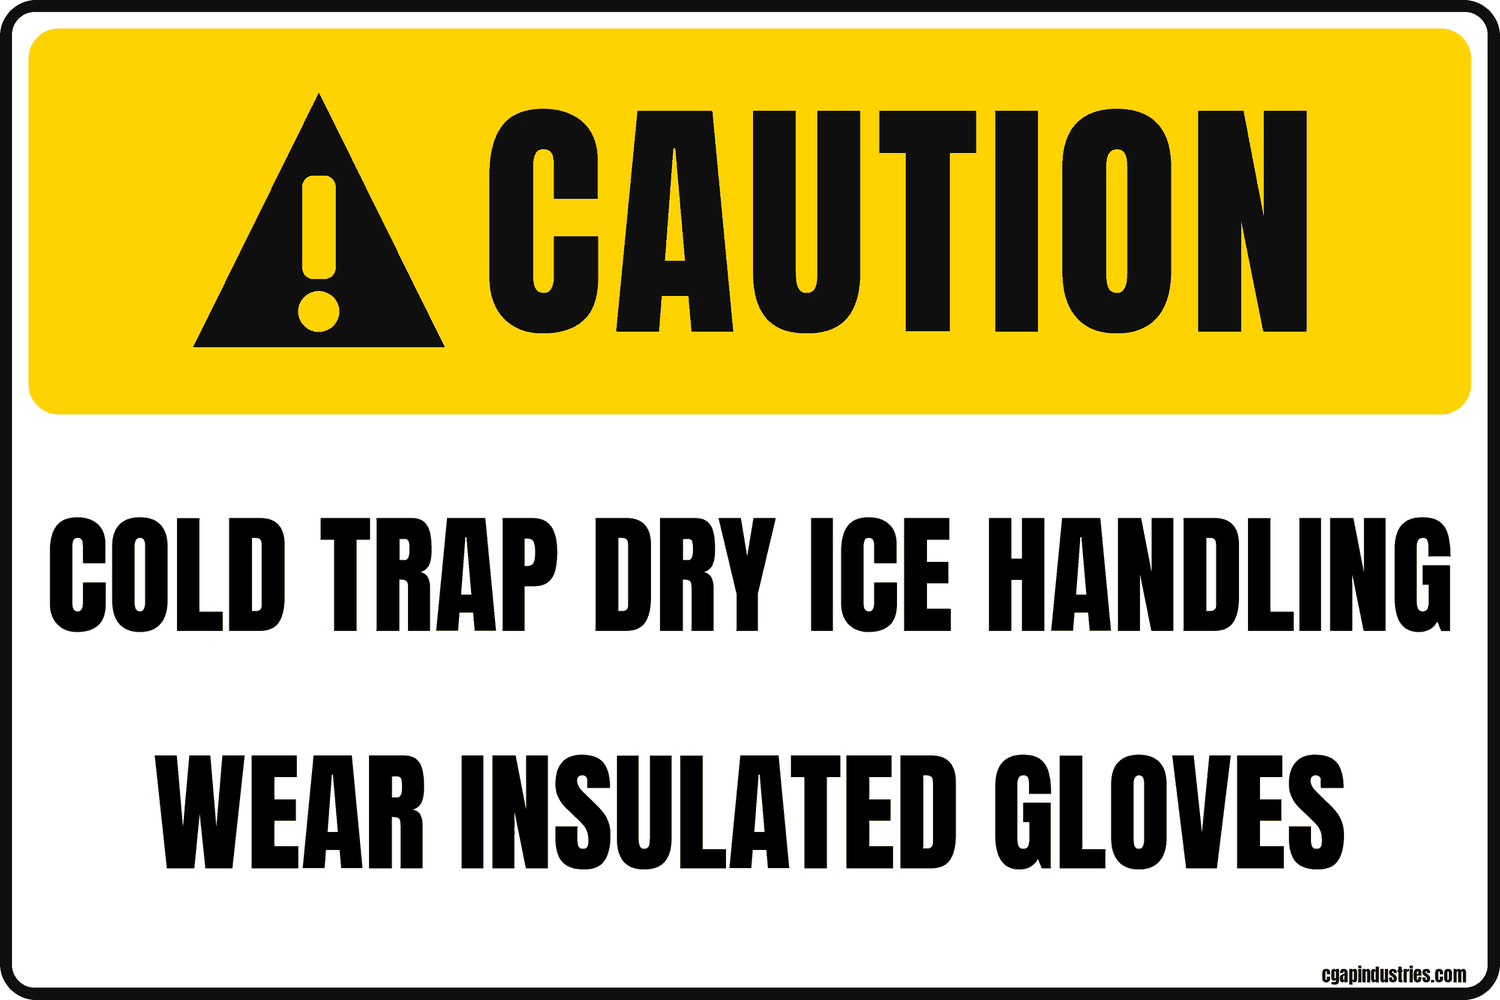 CAUTION
COLD TRAP DRY ICE HANDLING
WEAR INSULATED GLOVES
cgapindustries.com